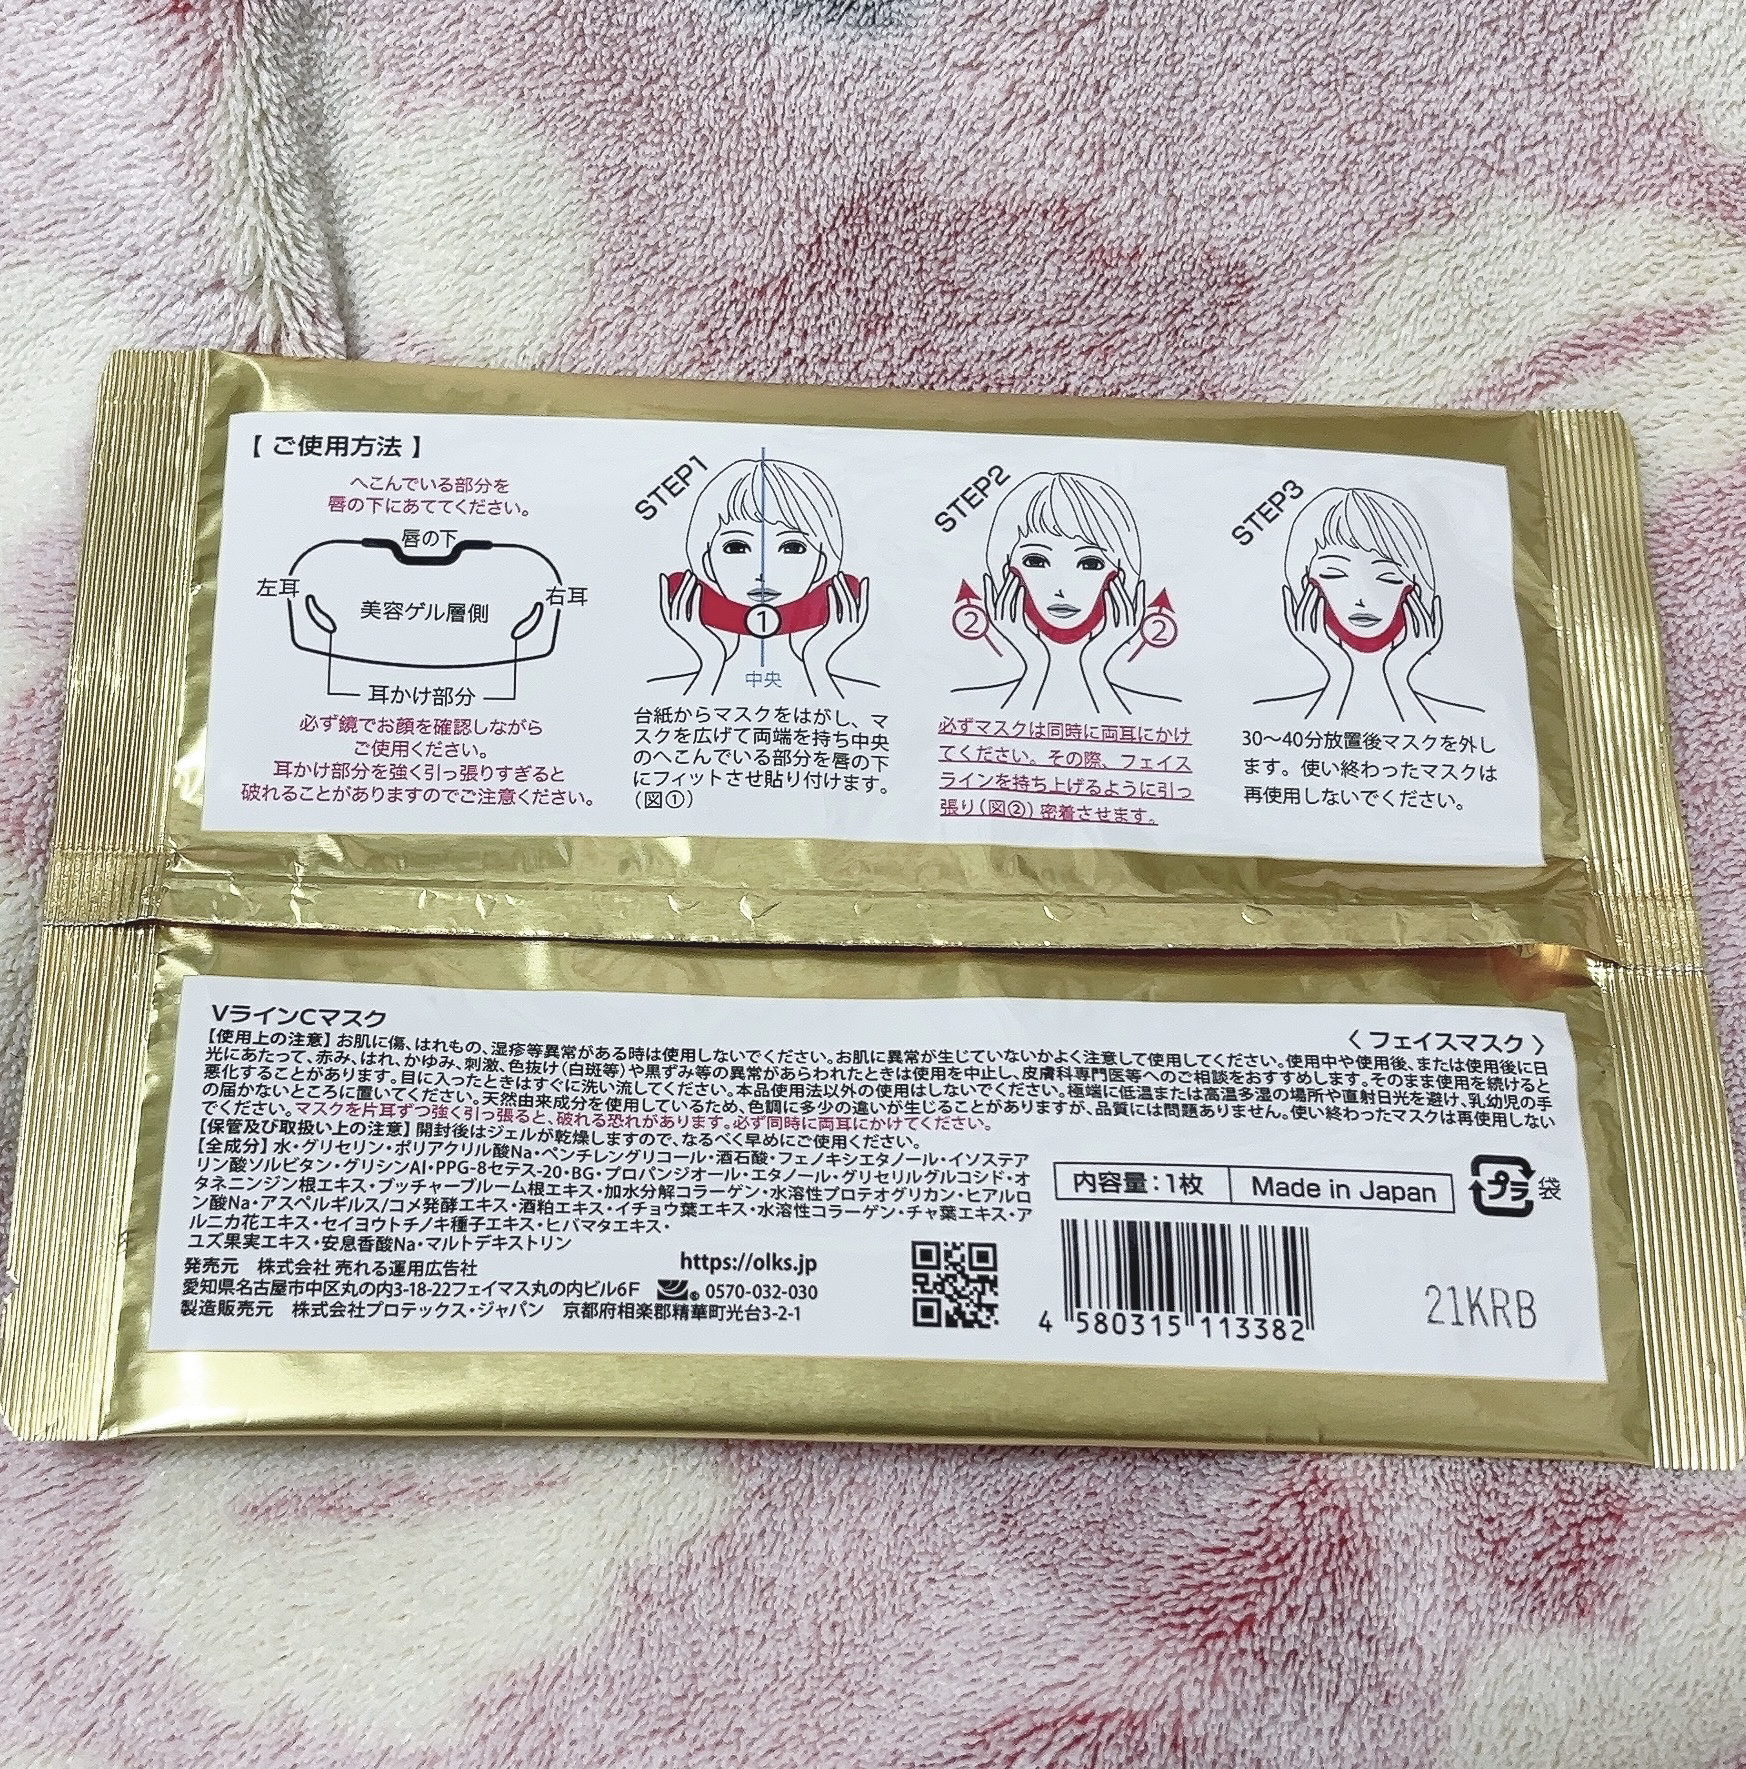 【ご使用方法】
へこんでいる部分を
唇の下にあててください。
唇の下
左耳
右耳
美容ゲル層側
耳かけ部分
必ず鏡でお顔を確認しながら
ご使用ください。
耳かけ部分を強く引っ張りすぎると
破れることがありますのでご注意ください。
STEP1
1
中央
台紙からマスクをはがし、マ
スクを広げて両端を持ち中央
のへこんでいる部分を唇の下
にフィットさせ貼り付けます。
(図①)
STEP2
2
2
必ずマスクは同時に両耳にかけ
てください。その際、フェイス
ラインを持ち上げるように引っ
張り(図②)密着させます。
STEP3
30〜40分放置後マスクを外し
ます。使い終わったマスクは
再使用しないでください。
VラインCマスク
〈フェイスマスク〉
【使用上の注意】お肌に傷、はれもの、湿疹等異常がある時は使用しないでください。お肌に異常が生じていないかよく注意して使用してください。使用中や使用後、または使用後に日
光にあたって、赤み、はれ、かゆみ、刺激、色抜け(白斑等)や黒ずみ等の異常があらわれたときは使用を中止し、皮膚科専門医等へのご相談をおすすめします。そのまま使用を続けると
悪化することがあります。目に入ったときはすぐに洗い流してください。本品使用法以外の使用はしないでください。極端に低温または高温多湿の場所や直射日光を避け、乳幼児の手
の届かないところに置いてください。天然由来成分を使用しているため、色調に多少の違いが生じることがありますが、品質には問題ありません。使い終わったマスクは再使用しない
でください。マスクを片耳ずつ強く引っ張ると、破れる恐れがあります。必ず同時に両耳にかけてください。
【保管及び取扱い上の注意】開封後はジェルが乾燥しますので、なるべく早めにご使用ください。
【全成分】水・グリセリン・ポリアクリル酸Na・ペンチレングリコール・酒石酸・フェノキシエタノール・イソステア
リン酸ソルビタン・グリシンAl・PPG-8セテス-20・BG・プロパンジオール・エタノール・グリセリルグルコシド・オ
タネニンジン根エキス・ブッチャーブルーム根エキス・加水分解コラーゲン・水溶性プロテオグリカン・ヒアルロ
ン酸Na・アスペルギルス/コメ発酵エキス・酒粕エキス・イチョウ葉エキス・水溶性コラーゲン・チャ葉エキス・ア
ルニカ花エキス・セイヨウトチノキ種子エキス・ヒバマタエキス・
ユズ果実エキス・安息香酸Na・マルトデキストリン
内容量:1枚
Made in Japan
プラ
袋
発売元 株式会社 売れる運用広告社
https://olks.jp
愛知県名古屋市中区丸の内3-18-22フェイマス丸の内ビル6F 0570-032-030
製造販売元 株式会社プロテックス・ジャパン 京都府相楽郡精華町光台3-2-1
4 580315 113382
21KRB